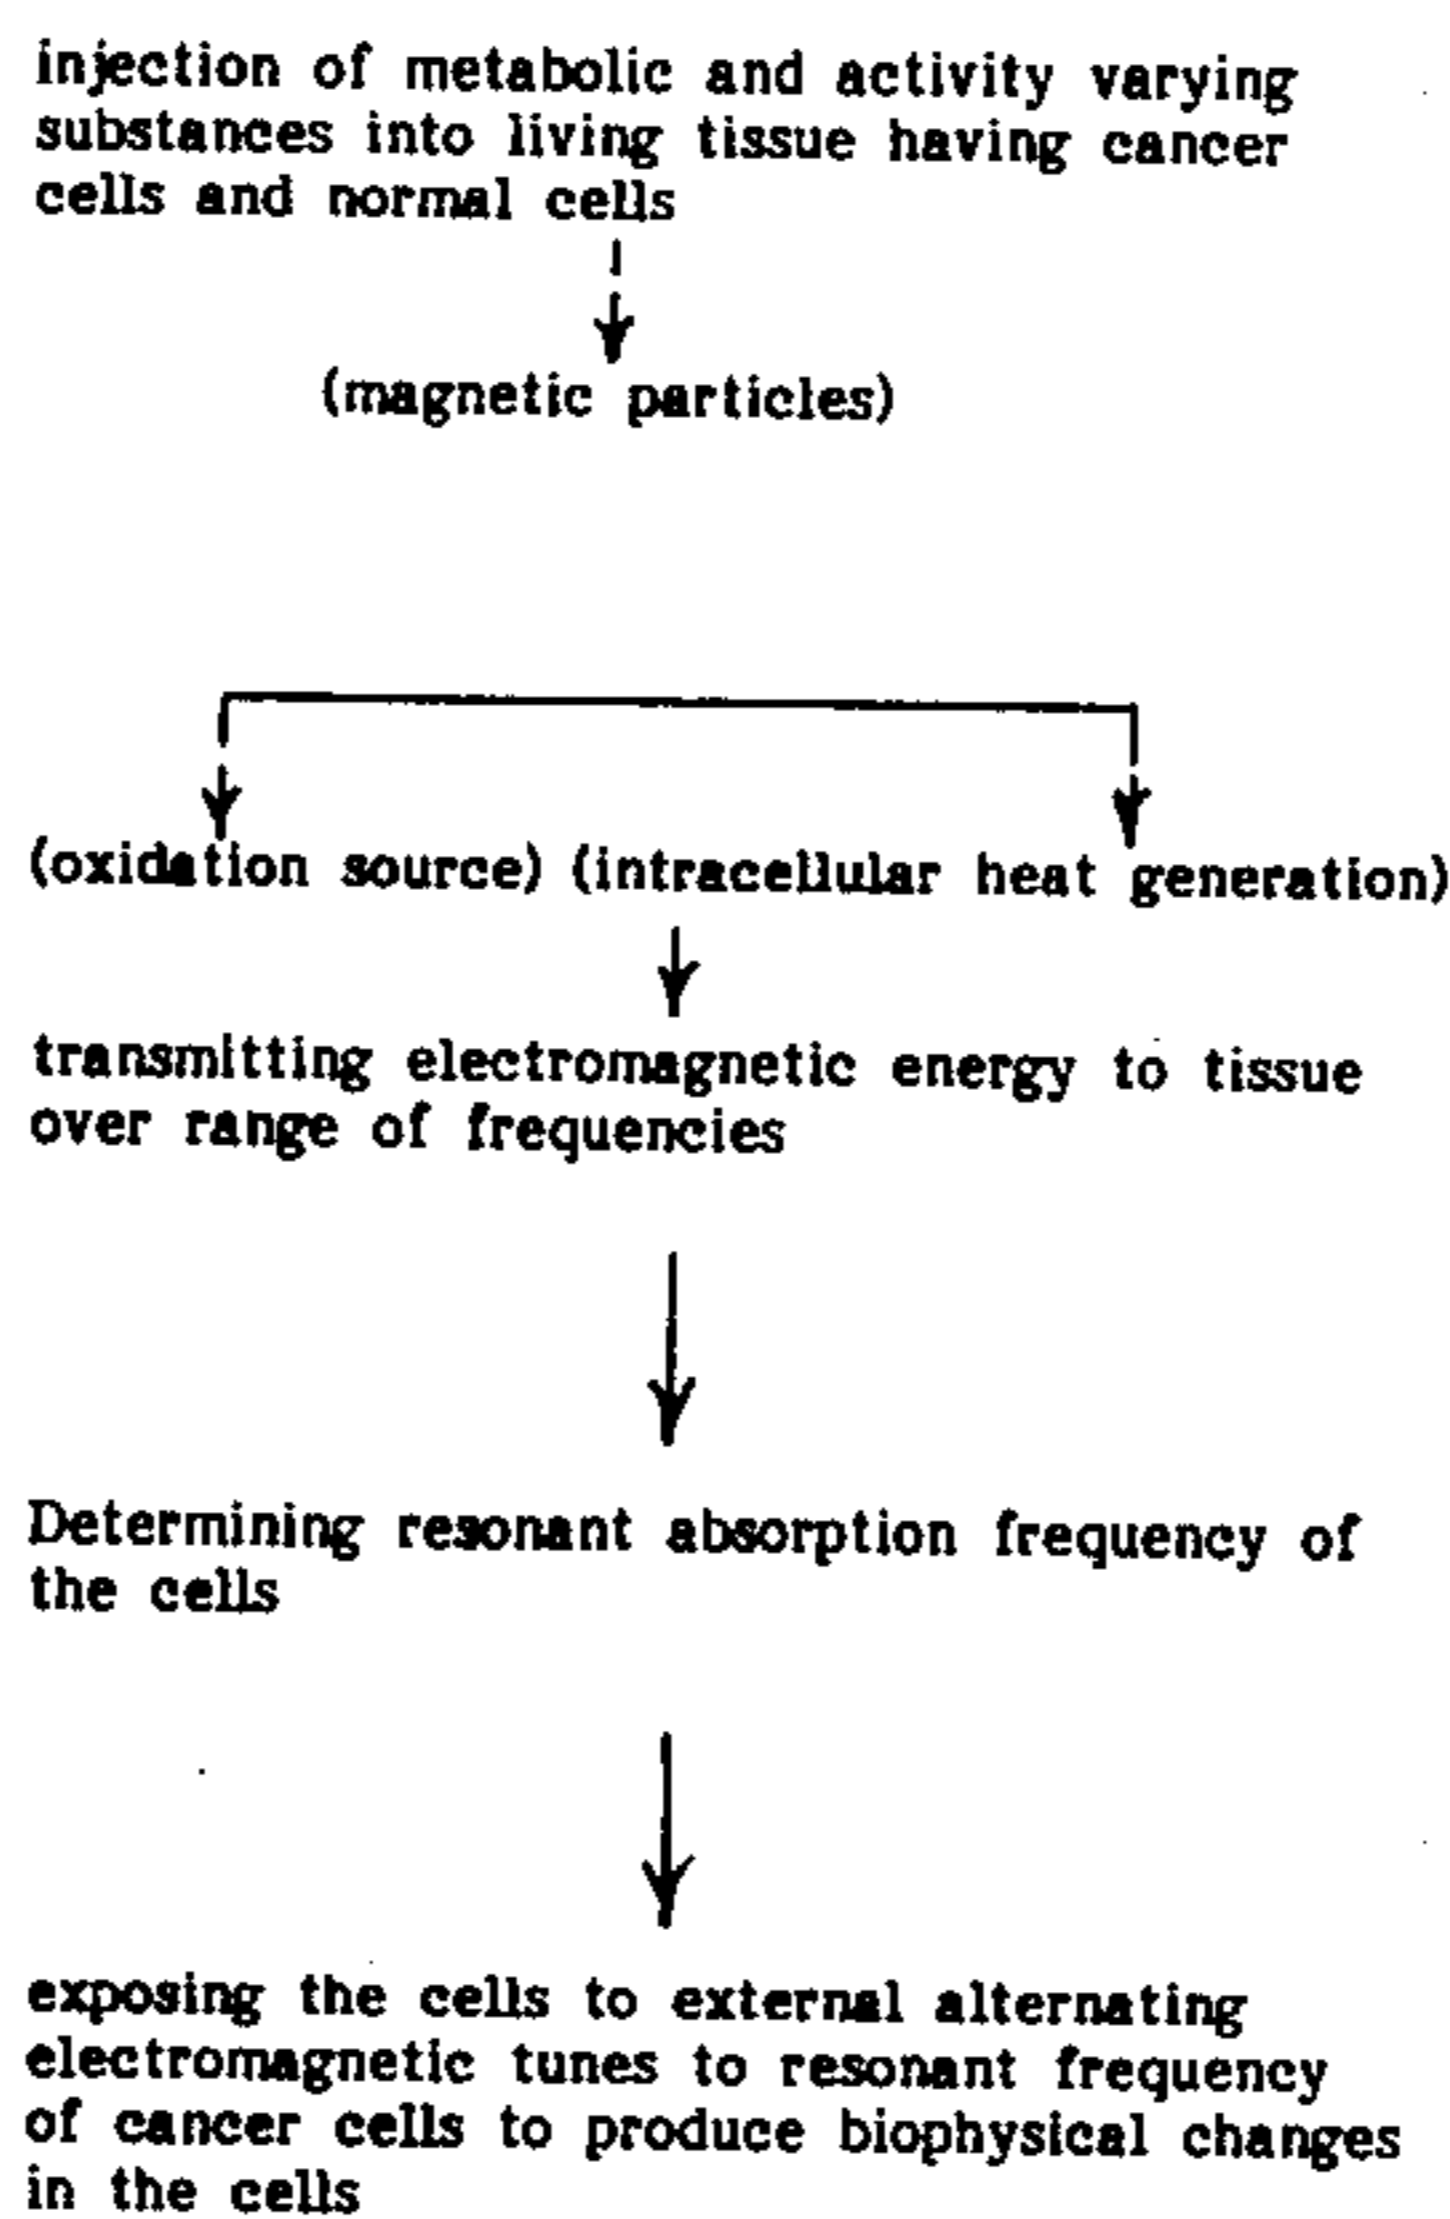 injection of metabolic and activity varying
substances into living tissue having cancer
cells and normal cells
(magnetic particles)
(oxidation source) (intracellular heat generation)
transmitting electromagnetic energy to tissue
over range of frequencies
Determining resonant absorption frequency of
the cells
exposing the cells to external alternating
electromagnetic tunes to resonant frequency
of cancer cells to produce biophysical changes
in the cells